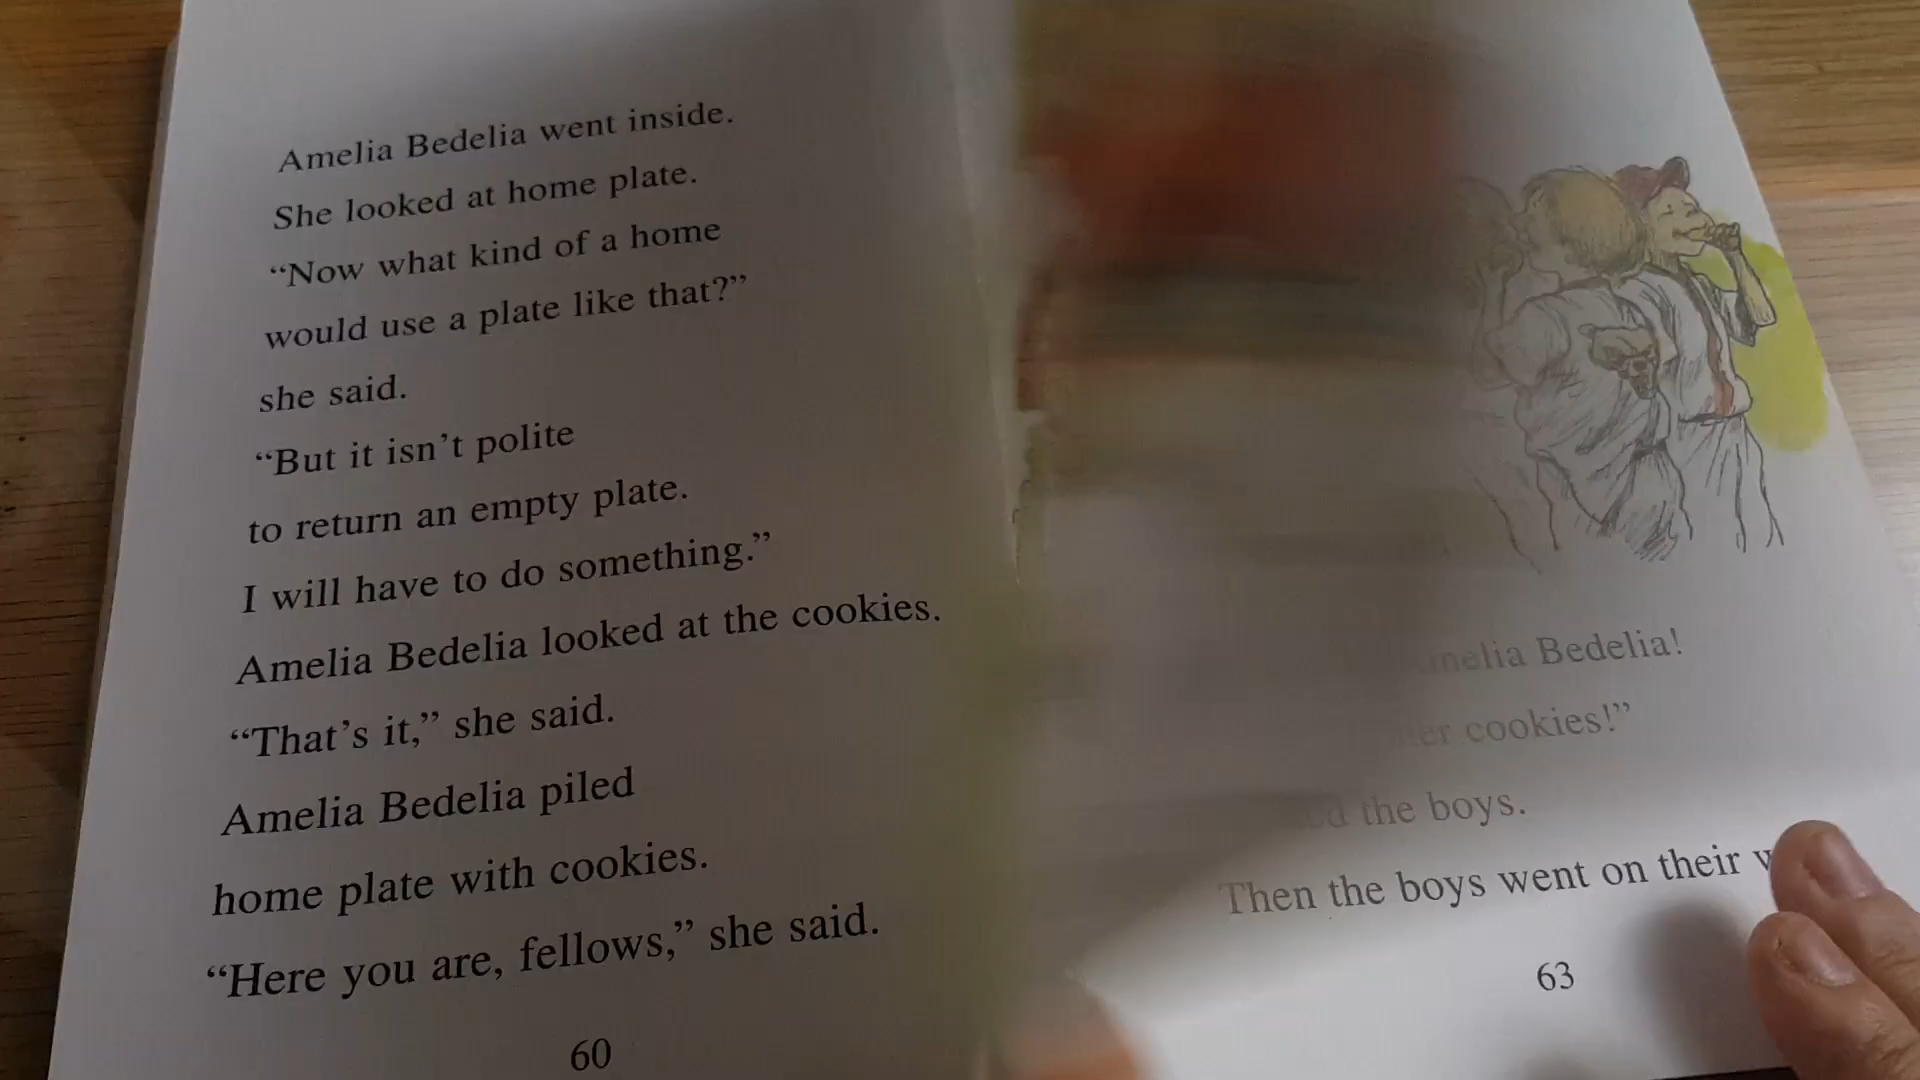 Amelia Bedelia went inside.
She looked at home plate.
“Now what kind of a home
would use a plate like that?”
she said.
“But it isn’t polite
to return an empty plate.
I will have to do something.”
Amelia Bedelia looked at the cookies.
“That’s it,” she said.
Amelia Bedelia piled
home plate with cookies.
“Here you are, fellows,” she said.
60
Bedelia!
cookies!”
the boys.
Then the boys went on their
63